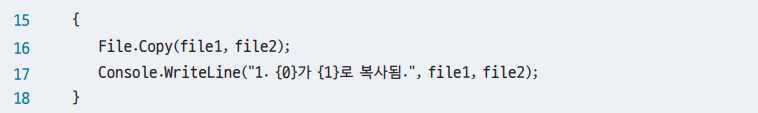 15 {
16 File.Copy(file1, file2);
17 Console.WriteLine("1. {0}가 {1}로 복사됨.", file1, file2);
18 }